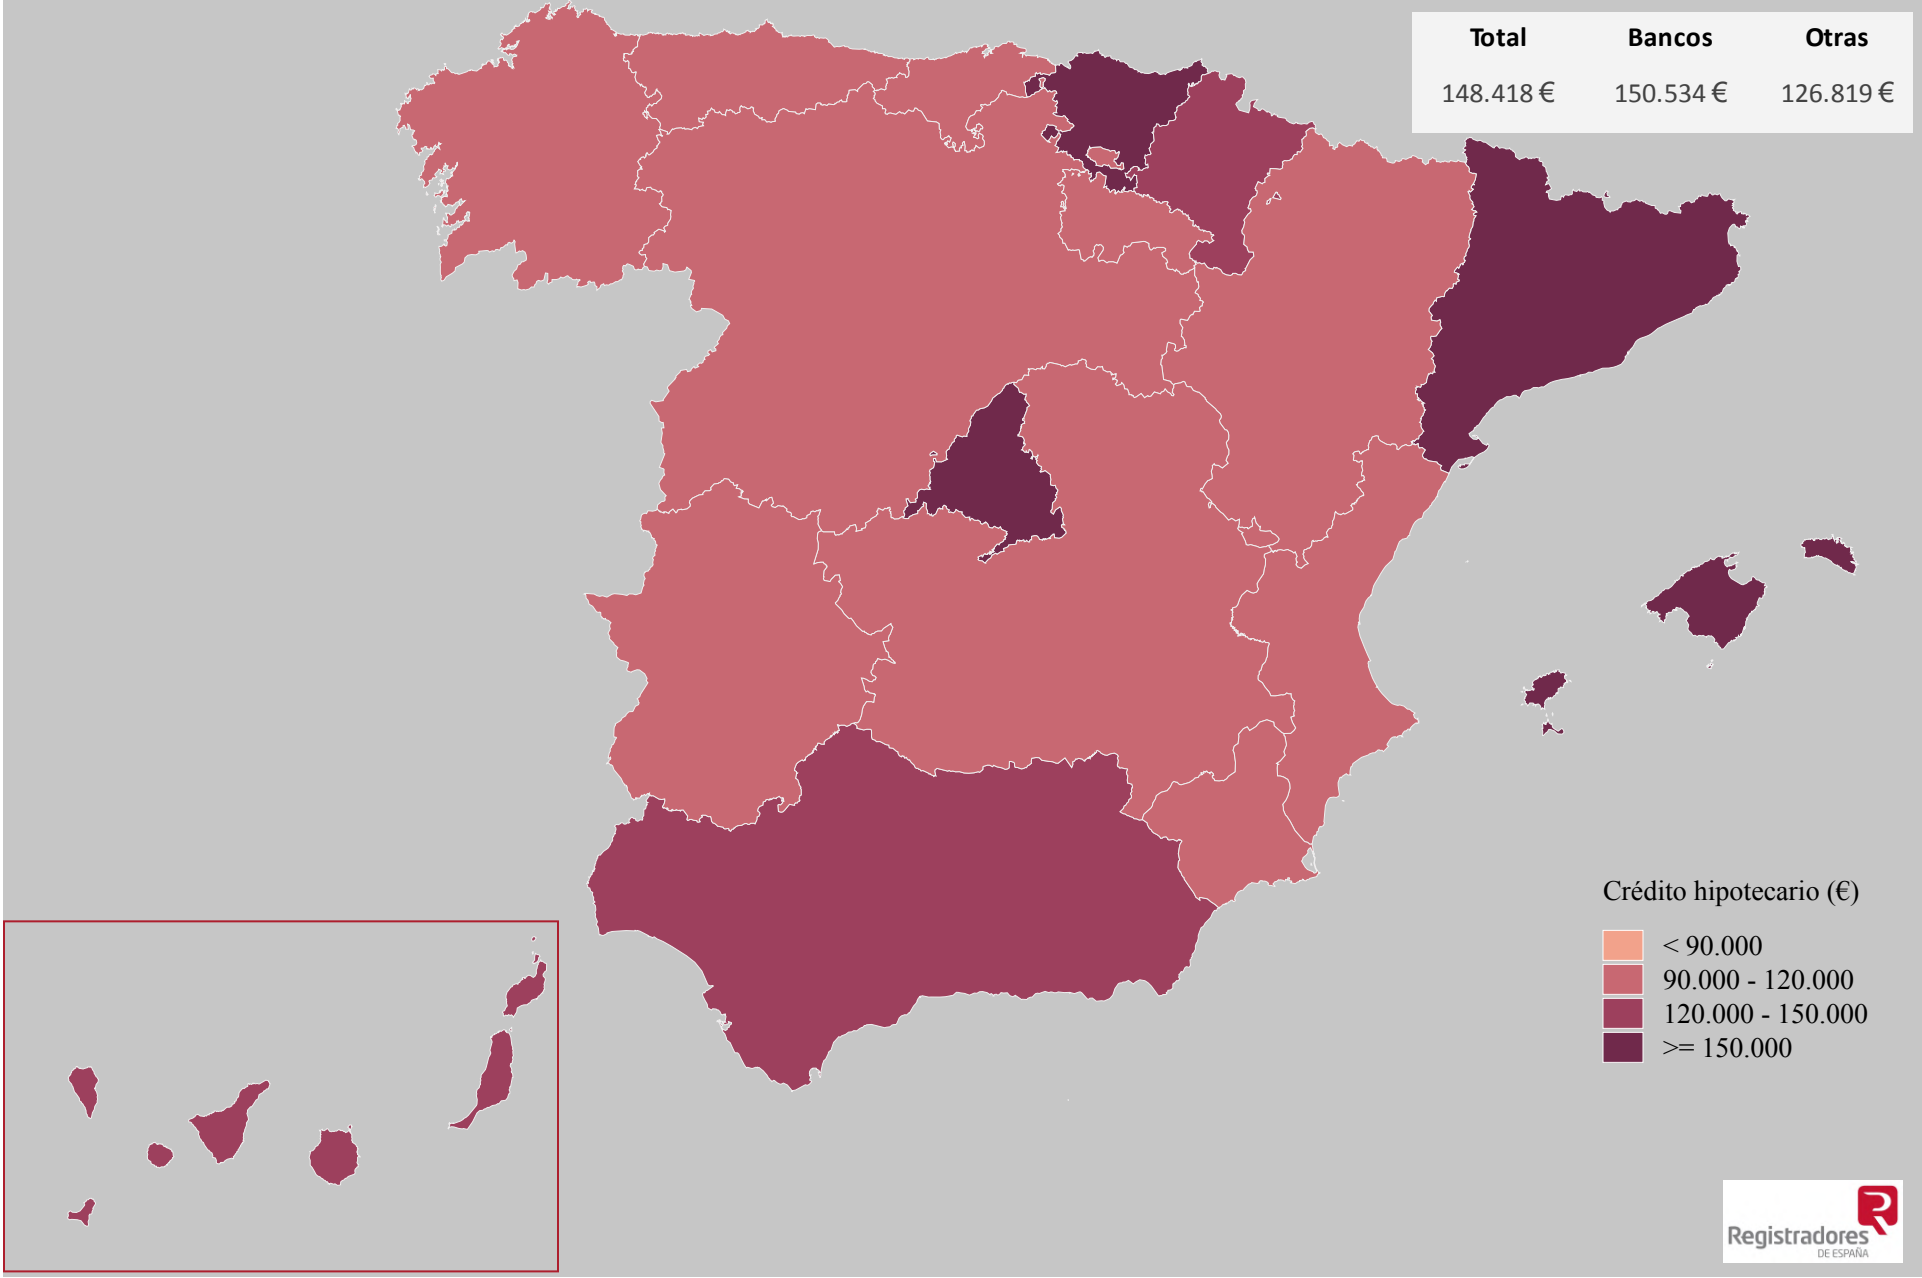 Total Bancos Otras
148.418 € 150.534 € 126.819 €
Crédito hipotecario (€)
< 90.000
90.000 - 120.000
120.000 - 150.000
>= 150.000
Registradores
DE ESPAÑA